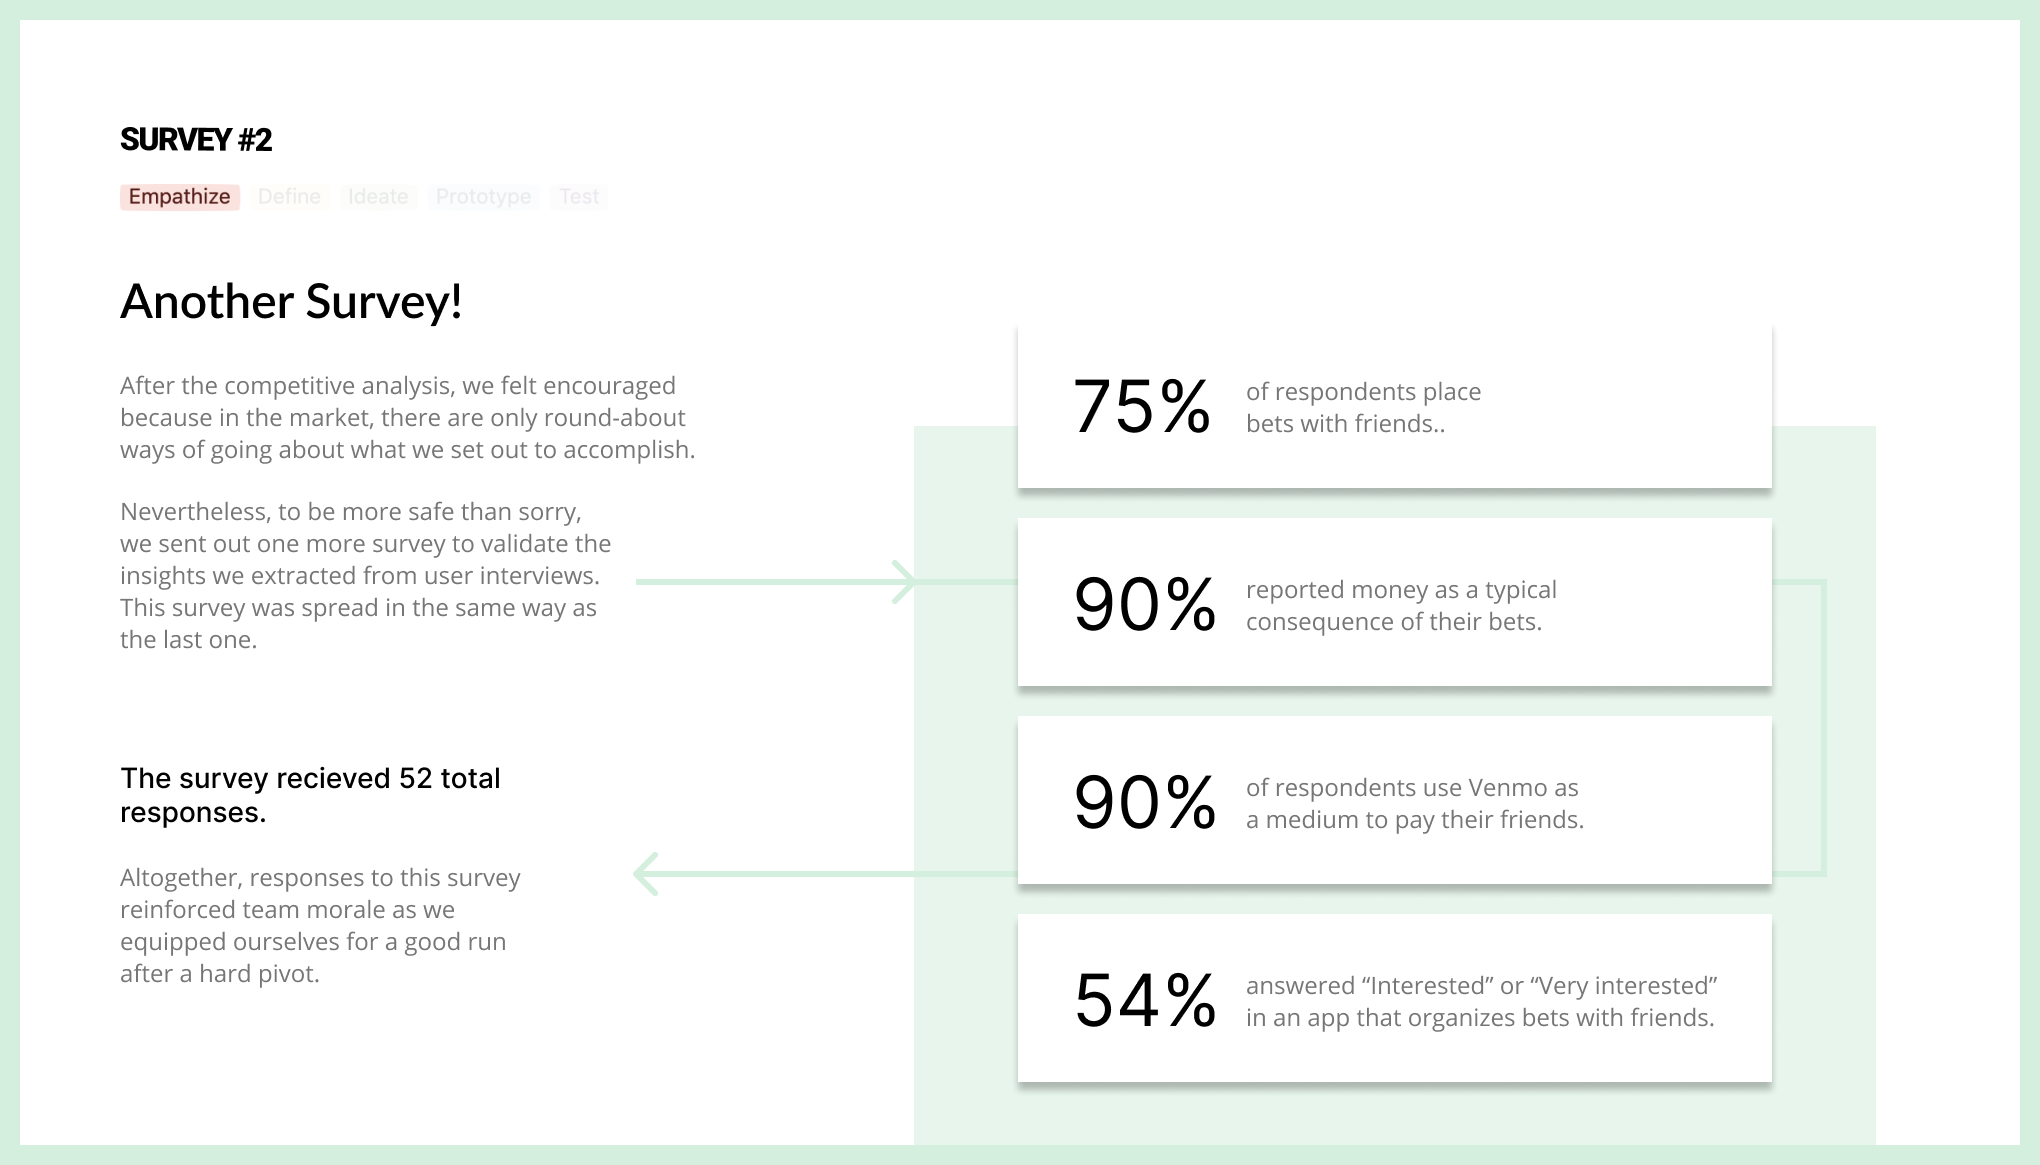 SURVEY #2
Empathize Define Ideate Prototype Test
Another Survey!
After the competitive analysis, we felt encouraged
because in the market, there are only round-about
ways of going about what we set out to accomplish.
Nevertheless, to be more safe than sorry,
we sent out one more survey to validate the
insights we extracted from user interviews.
This survey was spread in the same way as
the last one.
The survey recieved 52 total
responses.
Altogether, responses to this survey
reinforced team morale as we
equipped ourselves for a good run
after a hard pivot.
75%
of respondents place
bets with friends..
90%
reported money as a typical
consequence of their bets.
90%
of respondents use Venmo as
a medium to pay their friends.
54%
answered “Interested” or “Very interested”
in an app that organizes bets with friends.